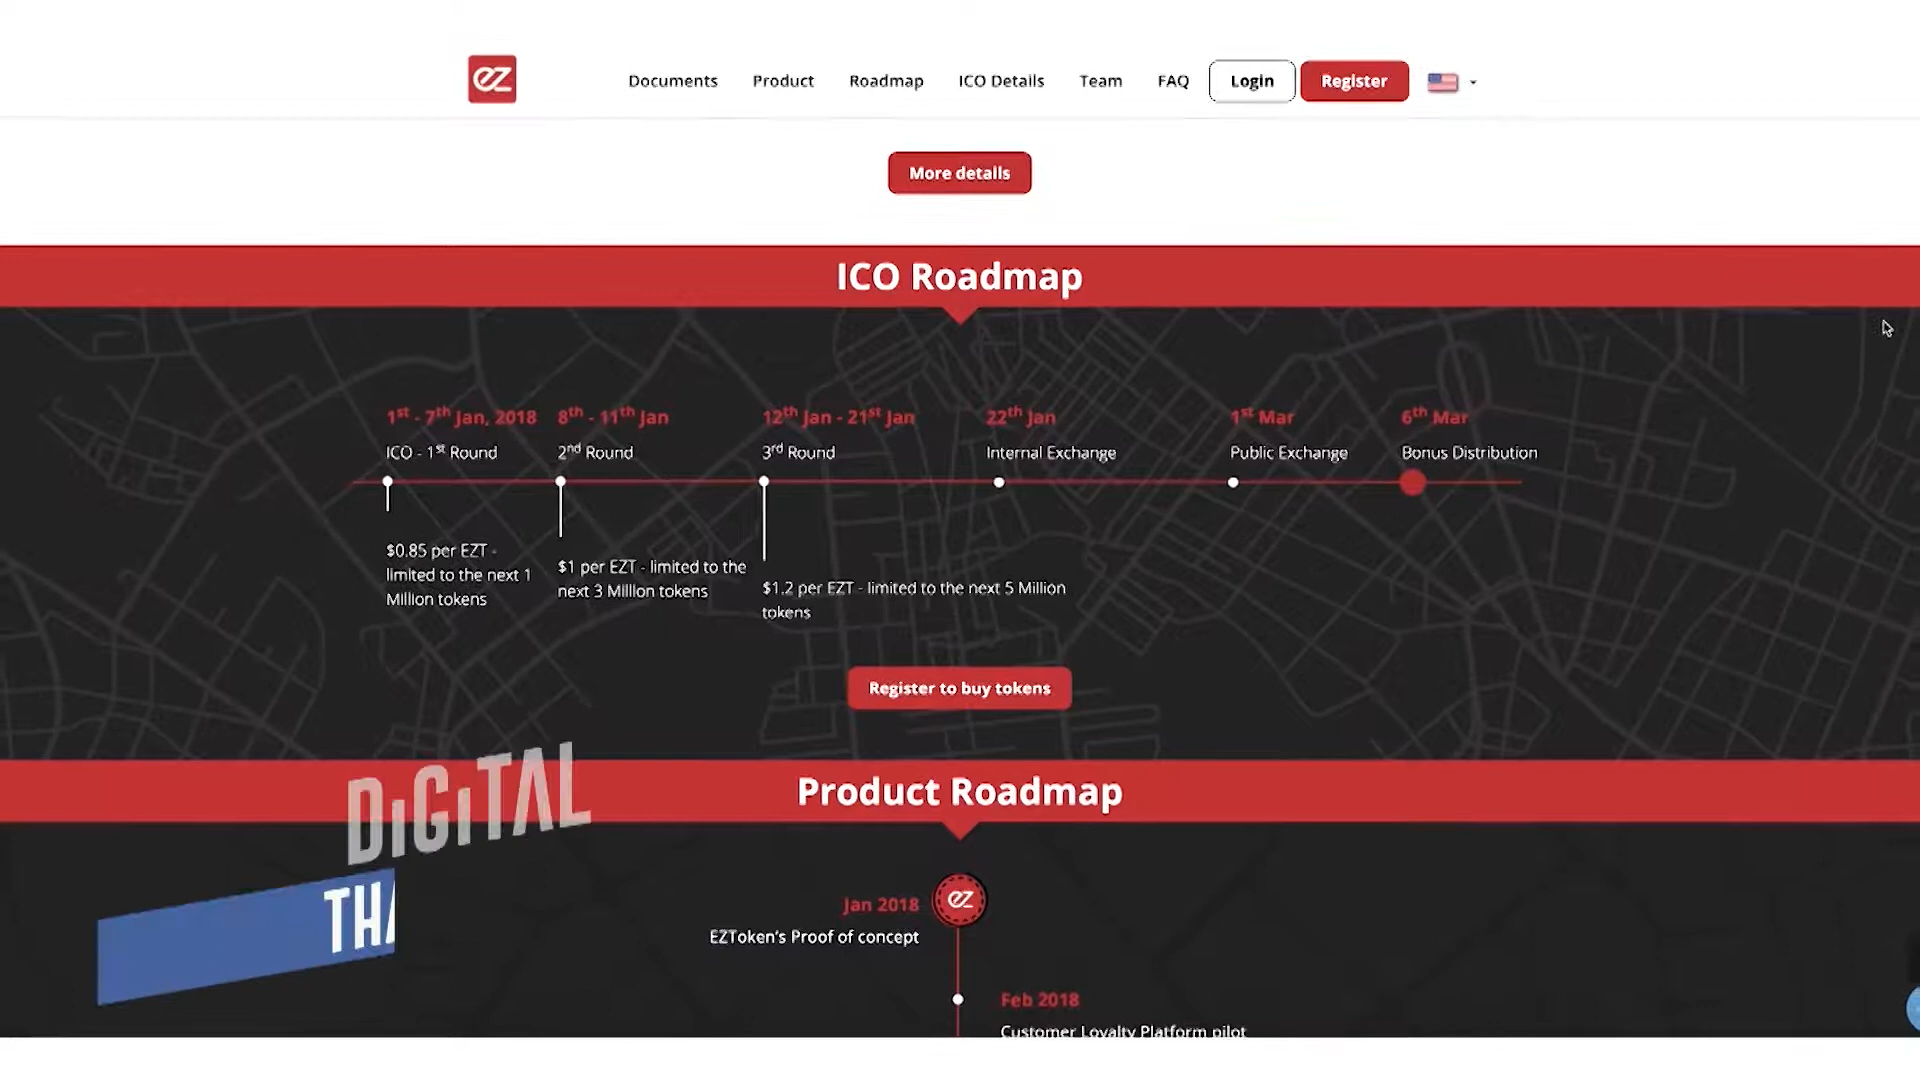 ez
Documents
Product
Roadmap
ICO Details
Team
FAQ
Login
Register
More details
ICO Roadmap
1st - 7th Jan, 2018
ICO - 1st Round
$0.85 per EZT -
limited to the next 1
Million tokens
8th - 11th Jan
2nd Round
$1 per EZT - limited to the
next 3 Million tokens
12th Jan - 21st Jan
3rd Round
$1.2 per EZT - limited to the next 5 Million
tokens
22th Jan
Internal Exchange
1st Mar
Public Exchange
6th Mar
Bonus Distribution
Register to buy tokens
Product Roadmap
DiGiTAL
THA
Jan 2018
ez
EZToken's Proof of concept
Feb 2018
Customer Loyalty Platform pilot